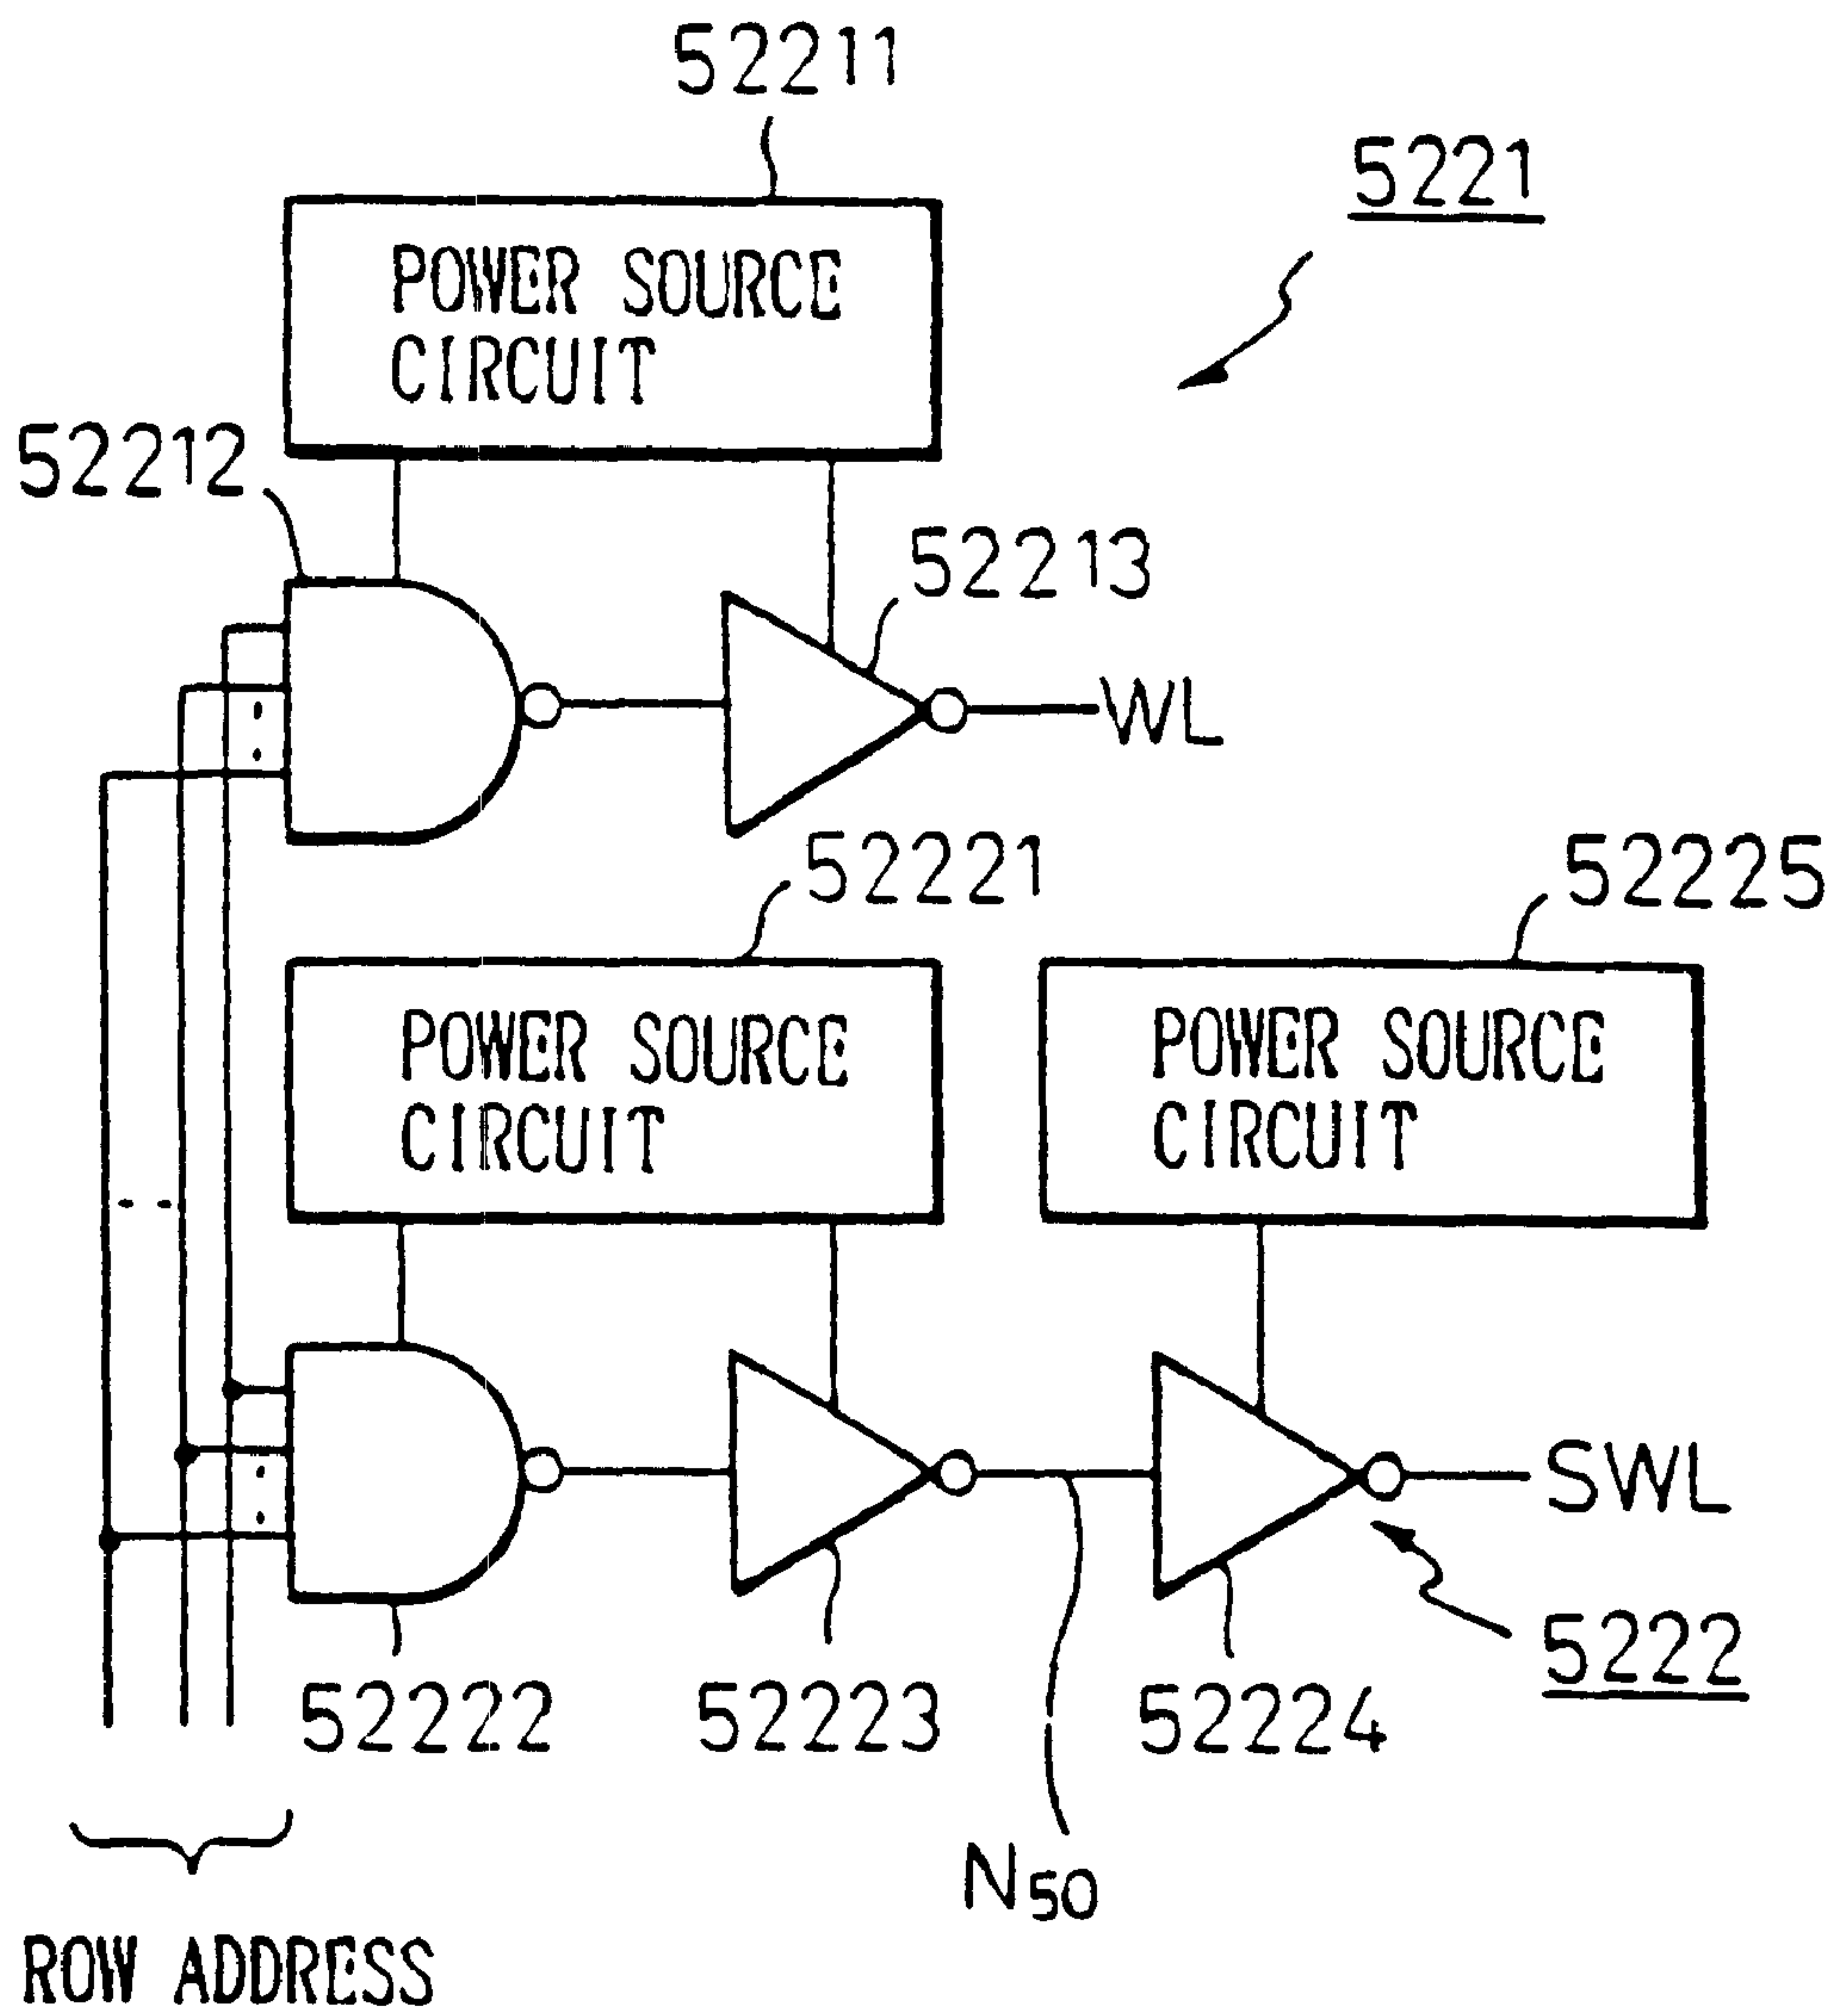 52211
5221
POWER SOURCE
CIRCUIT
52212
52213
WL
52221
52225
POWER SOURCE
CIRCUIT
POWER SOURCE
CIRCUIT
SWL
5222
52222
52223
52224
N50
ROW ADDRESS